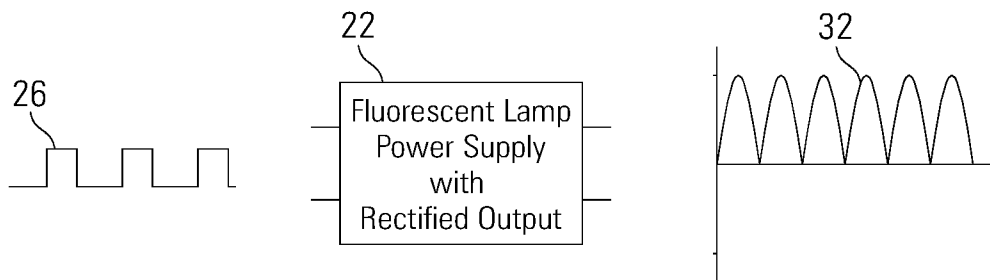 22
32
26
Fluorescent Lamp
Power Supply
with
Rectified Output